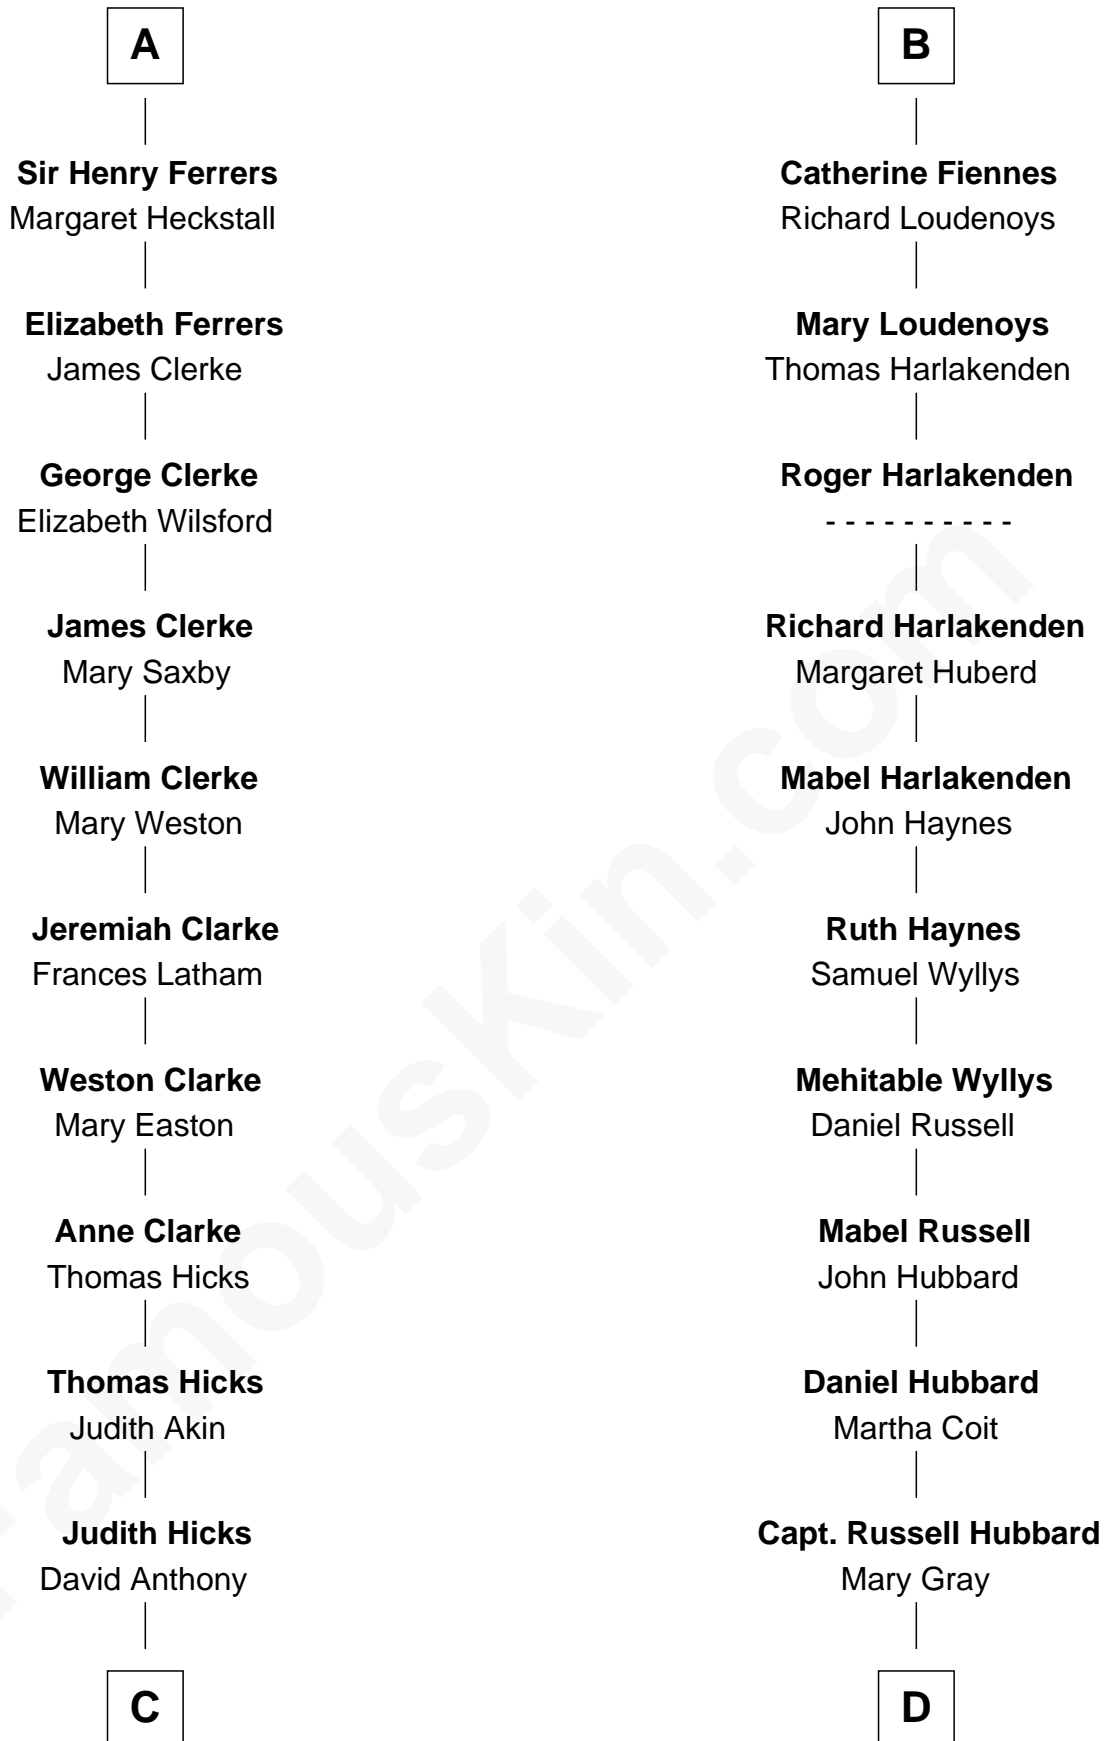 A
Sir Henry Ferrers
Margaret Heckstall
Elizabeth Ferrers
James Clerke
George Clerke
Elizabeth Wilsford
James Clerke
Mary Saxby
William Clerke
Mary Weston
Jeremiah Clarke
Frances Latham
Weston Clarke
Mary Easton
Anne Clarke
Thomas Hicks
Thomas Hicks
Judith Akin
Judith Hicks
David Anthony
C
B
Catherine Fiennes
Richard Loudenoys
Mary Loudenoys
Thomas Harlakenden
Roger Harlakenden
- - - - - - - - - -
Richard Harlakenden
Margaret Huberd
Mabel Harlakenden
John Haynes
Ruth Haynes
Samuel Wyllys
Mehitable Wyllys
Daniel Russell
Mabel Russell
John Hubbard
Daniel Hubbard
Martha Coit
Capt. Russell Hubbard
Mary Gray
D
FamousKin.com